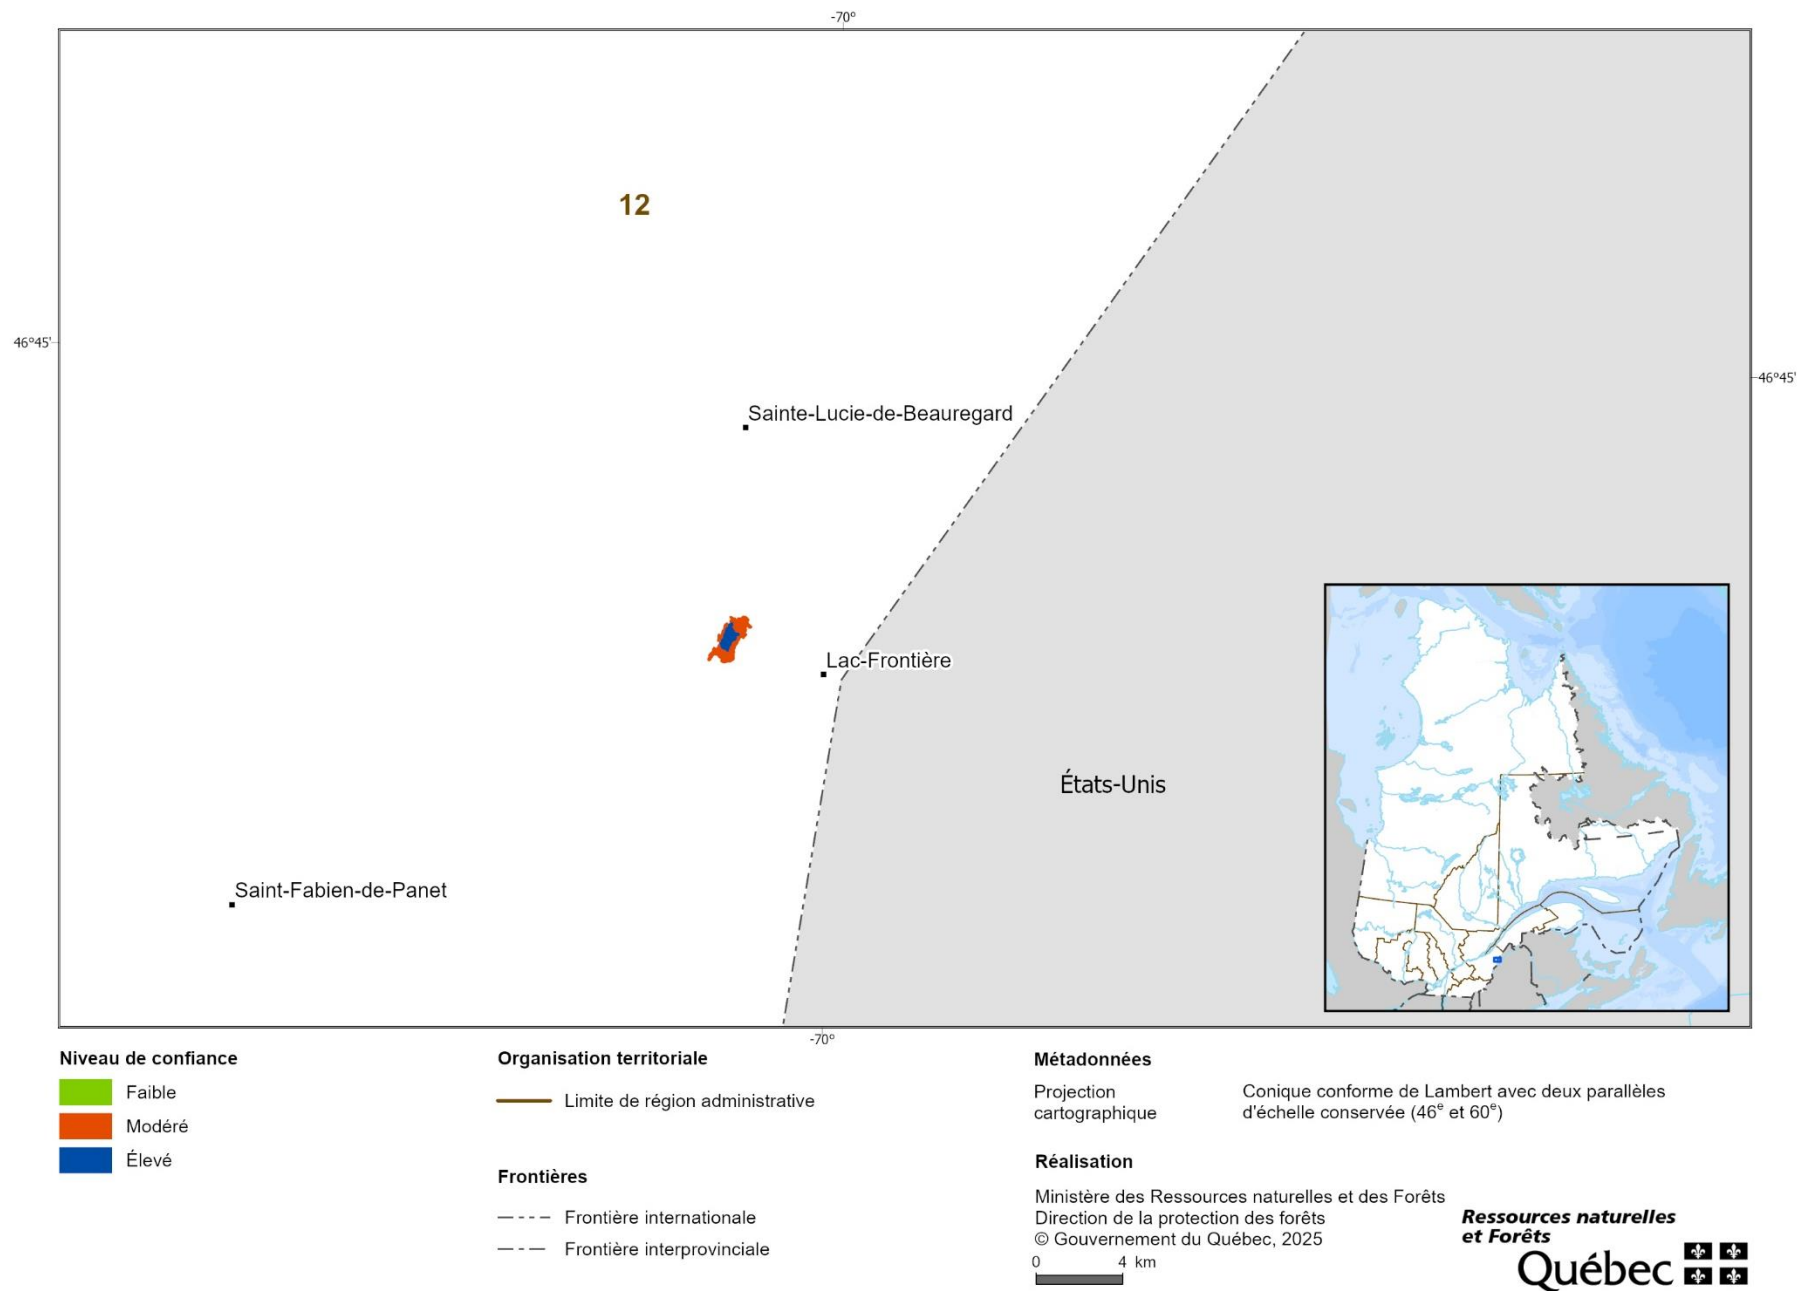 -70°
12
46°45'
46°45'
Sainte-Lucie-de-Beauregard
Lac-Frontière
États-Unis
Saint-Fabien-de-Panet
-70°
Niveau de confiance
Faible
Modéré
Élevé
Organisation territoriale
Limite de région administrative
Frontières
Frontière internationale
Frontière interprovinciale
Métadonnées
Projection
cartographique
Conique conforme de Lambert avec deux parallèles
d'échelle conservée (46e et 60e)
Réalisation
Ministère des Ressources naturelles et des Forêts
Direction de la protection des forêts
© Gouvernement du Québec, 2025
0 4 km
Ressources naturelles
et Forêts
Québec